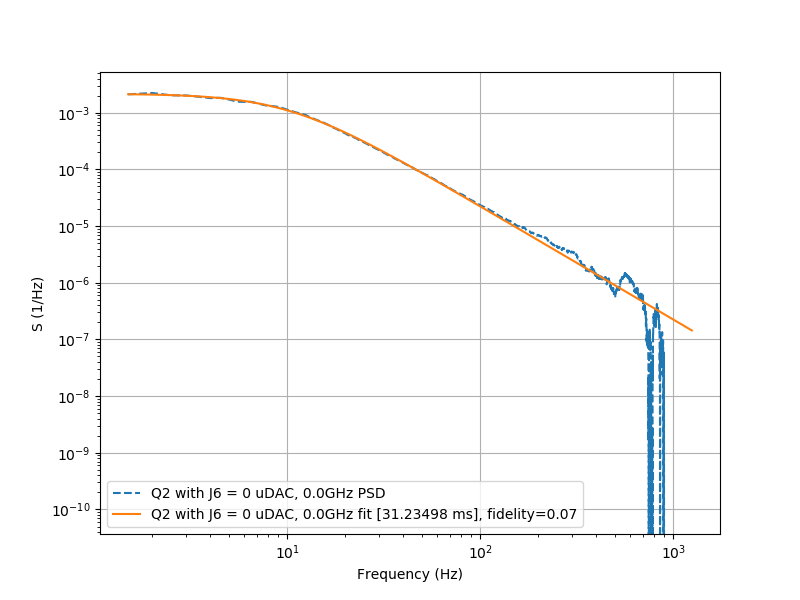 S (1/Hz)
10⁻³
10⁻⁴
10⁻⁵
10⁻⁶
10⁻⁷
10⁻⁸
10⁻⁹
10⁻¹⁰
Q2 with J6 = 0 uDAC, 0.0GHz PSD
Q2 with J6 = 0 uDAC, 0.0GHz fit [31.23498 ms], fidelity=0.07
10¹ 10² 10³
Frequency (Hz)